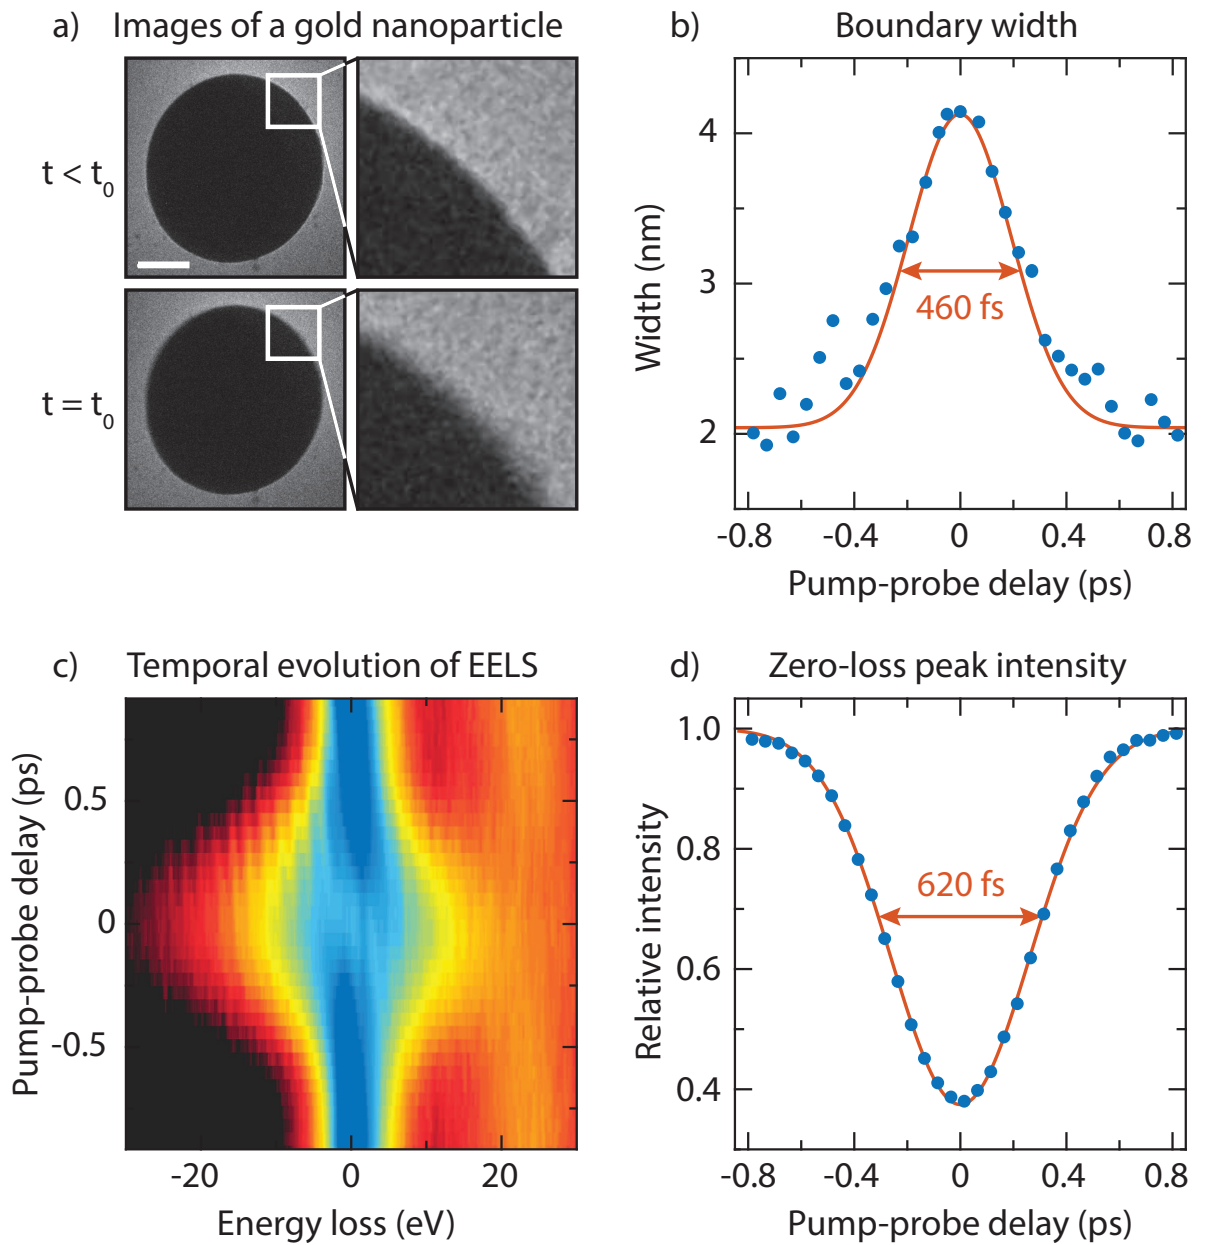 a) Images of a gold nanoparticle
t < t₀
t = t₀
b) Boundary width
Width (nm)
4
3
2
460 fs
-0.8 -0.4 0 0.4 0.8
Pump-probe delay (ps)
c) Temporal evolution of EELS
Pump-probe delay (ps)
0.5
0
-0.5
-20 0 20
Energy loss (eV)
d) Zero-loss peak intensity
Relative intensity
1.0
0.8
0.6
0.4
620 fs
-0.8 -0.4 0 0.4 0.8
Pump-probe delay (ps)